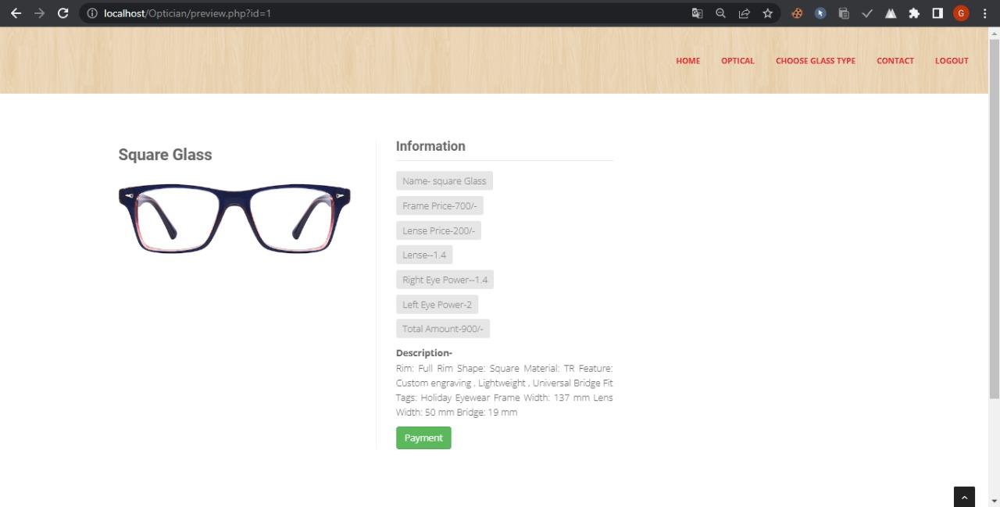 localhost/Optician/preview.php?id=1
G
HOME OPTICAL CHOOSE GLASS TYPE CONTACT LOGOUT
Square Glass
Information
Name- square Glass
Frame Price-700/-
Lense Price-200/-
Lense--1.4
Right Eye Power--1.4
Left Eye Power-2
Total Amount-900/-
Description-
Rim: Full Rim Shape: Square Material: TR Feature:
Custom engraving , Lightweight , Universal Bridge Fit
Tags: Holiday Eyewear Frame Width: 137 mm Lens
Width: 50 mm Bridge: 19 mm
Payment